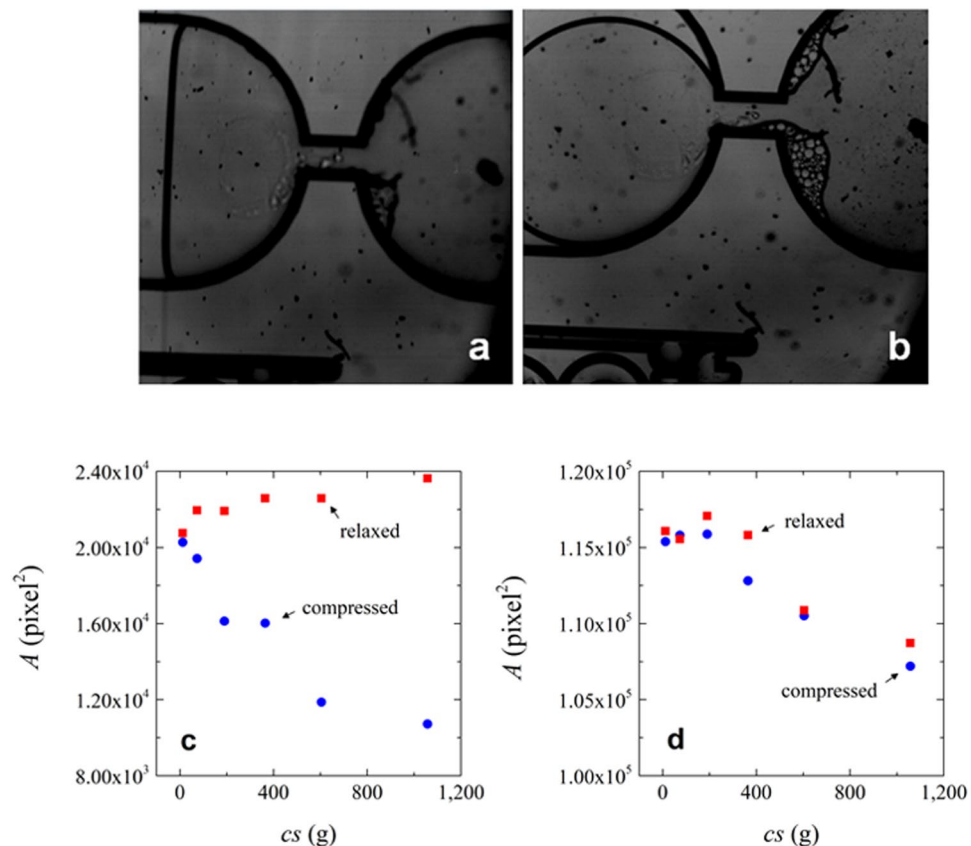 a
b
2.40x10⁴
2.00x10⁴
1.60x10⁴
1.20x10⁴
8.00x10³
A (pixel²)
relaxed
compressed
c
0
400
800
1,200
cs (g)
1.20x10⁵
1.15x10⁵
1.10x10⁵
1.05x10⁵
1.00x10⁵
A (pixel²)
relaxed
compressed
d
0
400
800
1,200
cs (g)